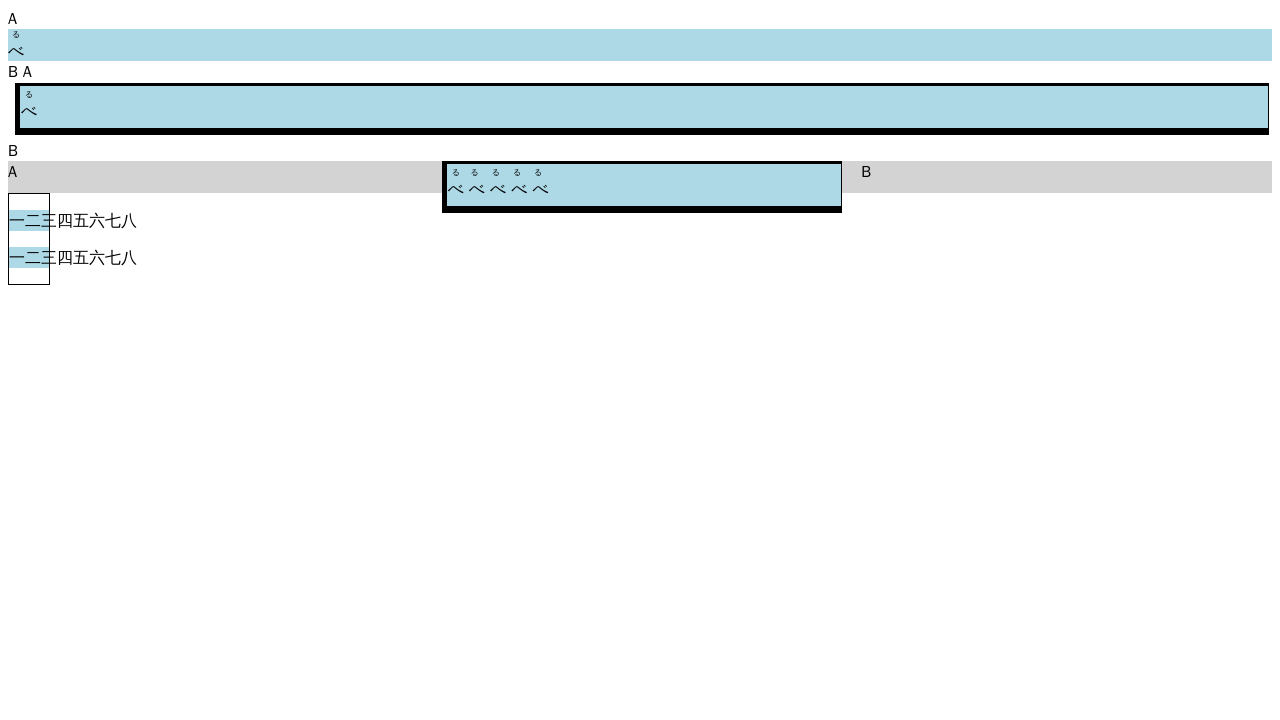 A
る
べ
B A
る
べ
B
A る る る る る B
べ べ べ べ べ
一二三四五六七八
一二三四五六七八